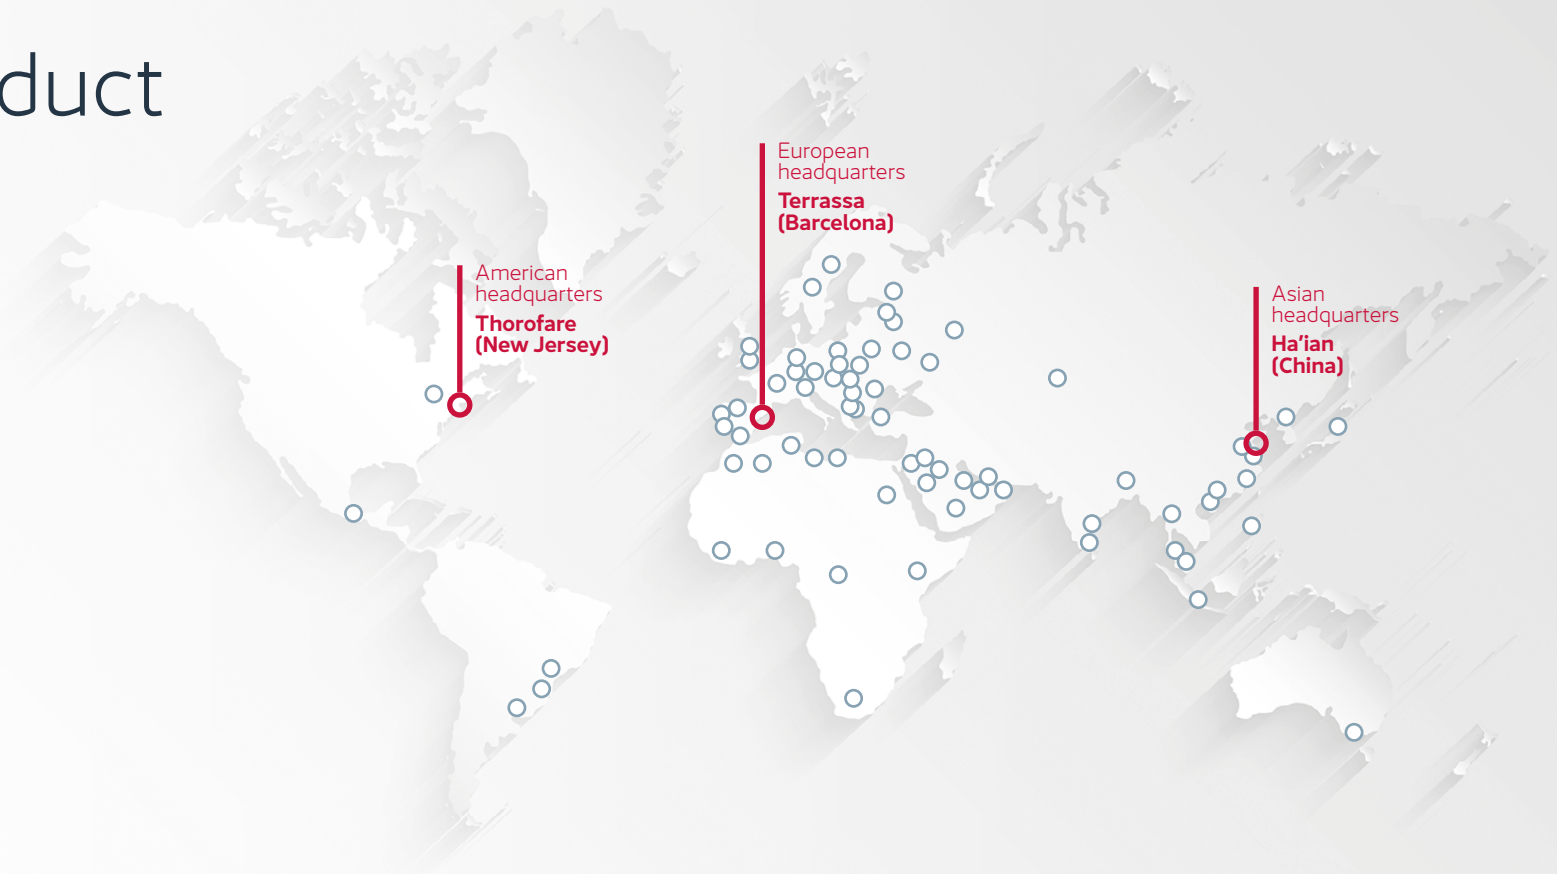 duct
European
headquarters
Terrassa
(Barcelona)
American
headquarters
Thorofare
(New Jersey)
Asian
headquarters
Ha’ian
(China)